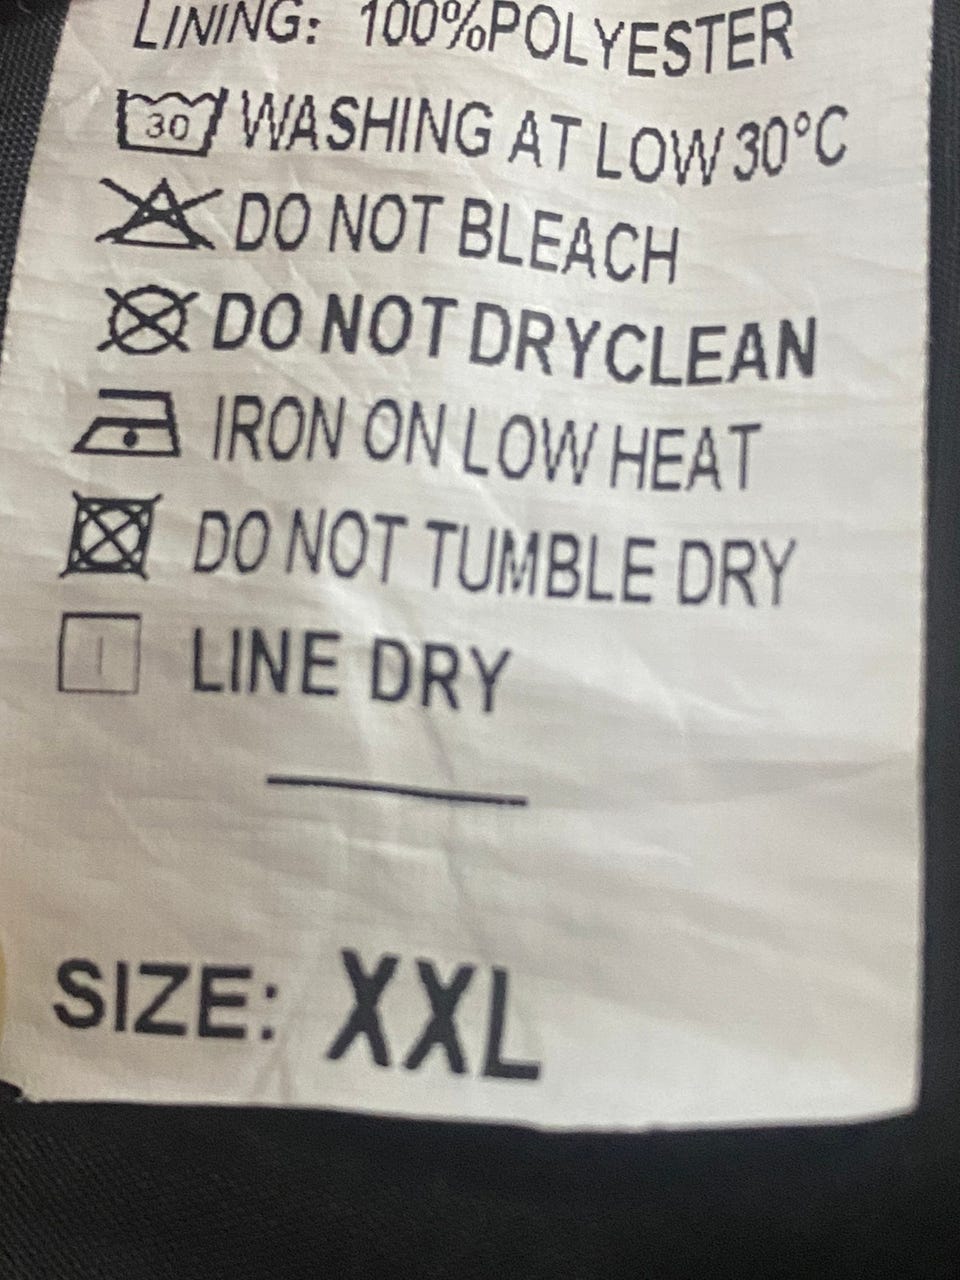 LINING: 100%POLYESTER
30 WASHING AT LOW 30°C
DO NOT BLEACH
DO NOT DRYCLEAN
IRON ON LOW HEAT
DO NOT TUMBLE DRY
LINE DRY
SIZE: XXL